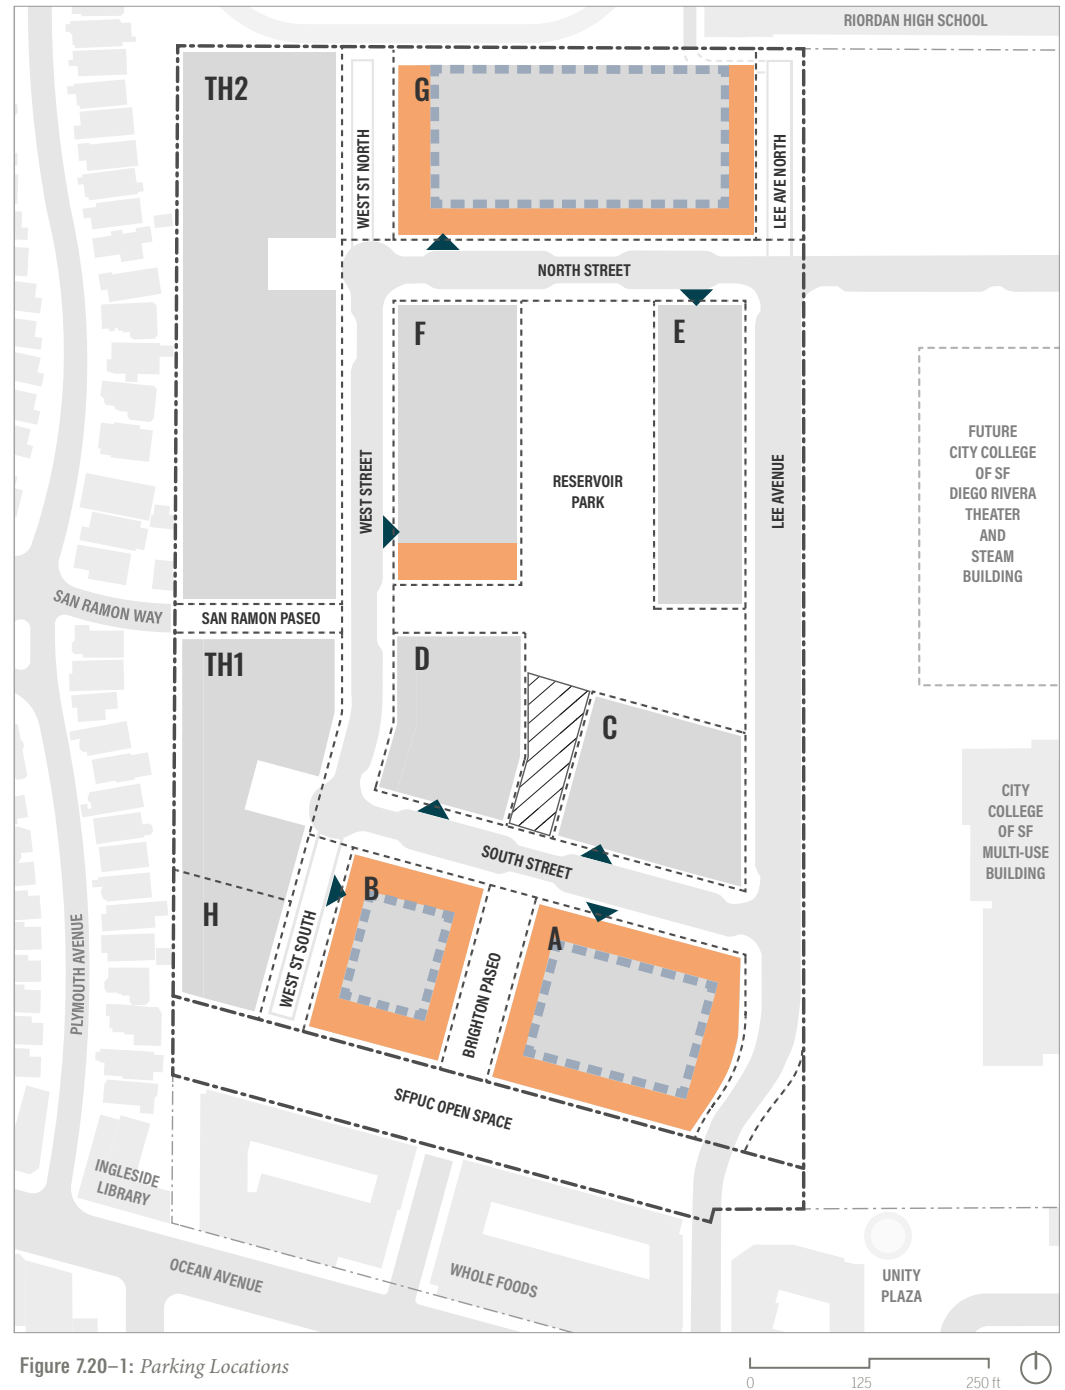 RIORDAN HIGH SCHOOL
TH2
G
WEST ST NORTH
LEE AVE NORTH
NORTH STREET
F
E
WEST STREET
RESERVOIR
PARK
LEE AVENUE
FUTURE
CITY COLLEGE
OF SF
DIEGO RIVERA
THEATER
AND
STEAM
BUILDING
SAN RAMON WAY
SAN RAMON PASEO
TH1
D
C
CITY
COLLEGE
OF SF
MULTI-USE
BUILDING
SOUTH STREET
B
H
A
WEST ST SOUTH
BRIGHTON PASEO
PLYMOUTH AVENUE
SFPUC OPEN SPACE
INGLESIDE
LIBRARY
OCEAN AVENUE
WHOLE FOODS
UNITY
PLAZA
Figure 7.20–1: Parking Locations
0 125 250 ft